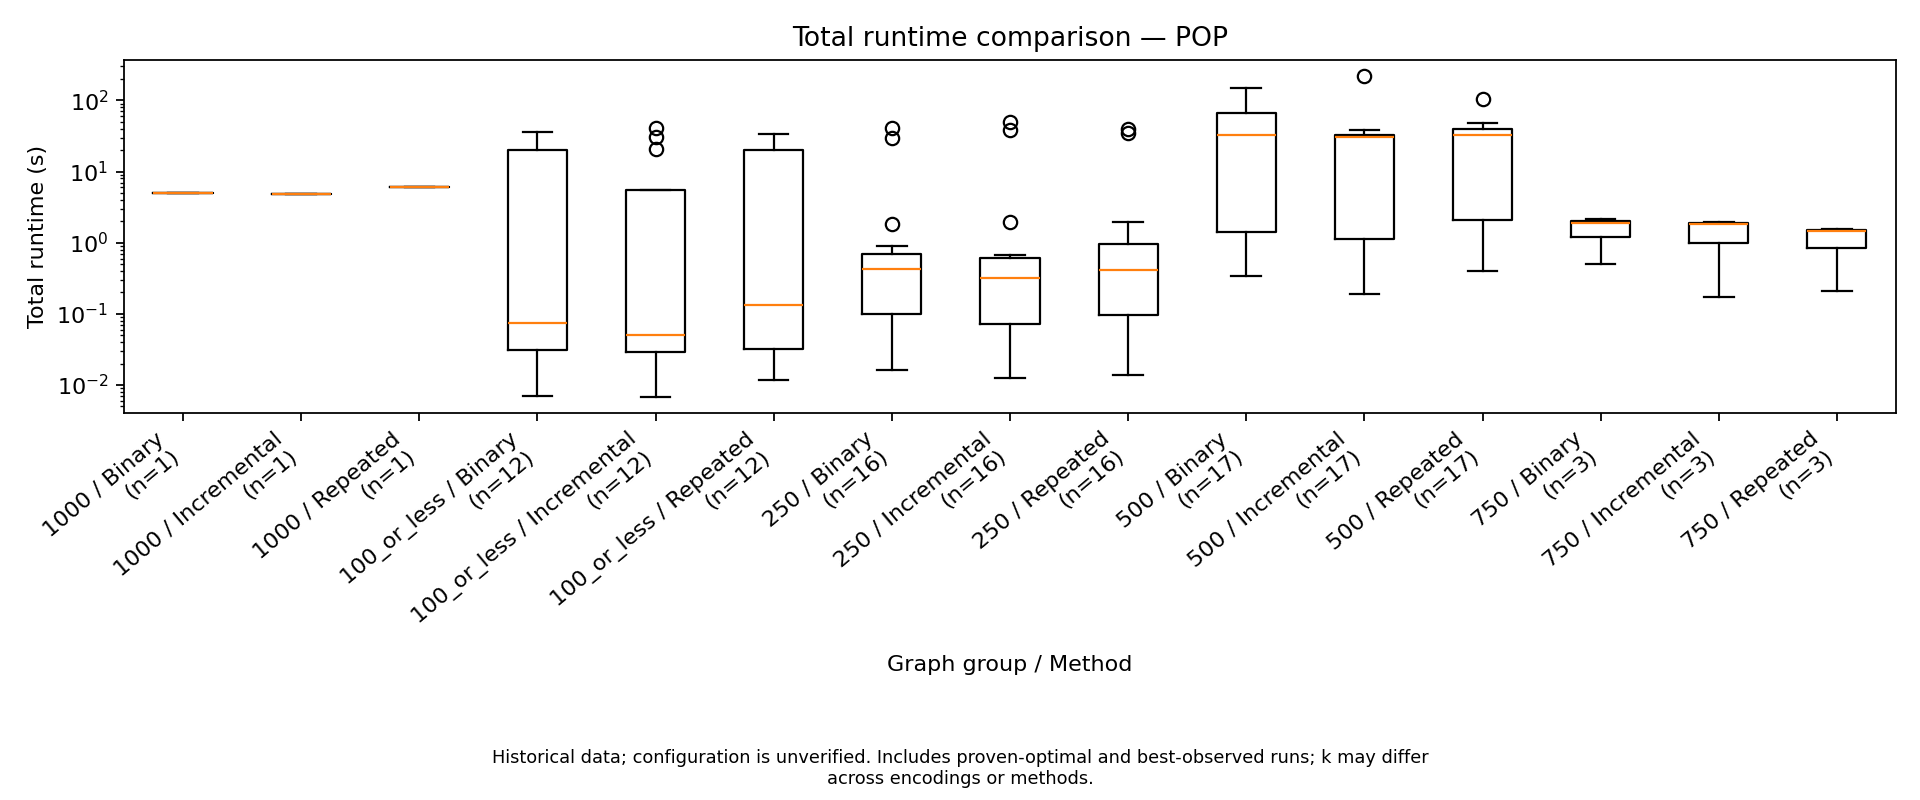 Total runtime comparison — POP
Total runtime (s)
10²
10¹
10⁰
10⁻¹
10⁻²
1000 / Binary
(n=1)
1000 / Incremental
(n=1)
1000 / Repeated
(n=1)
100_or_less / Binary
(n=12)
100_or_less / Incremental
(n=12)
100_or_less / Repeated
(n=12)
250 / Binary
(n=16)
250 / Incremental
(n=16)
250 / Repeated
(n=16)
500 / Binary
(n=17)
500 / Incremental
(n=17)
500 / Repeated
(n=17)
750 / Binary
(n=3)
750 / Incremental
(n=3)
750 / Repeated
(n=3)
Graph group / Method
Historical data; configuration is unverified. Includes proven-optimal and best-observed runs; k may differ
across encodings or methods.